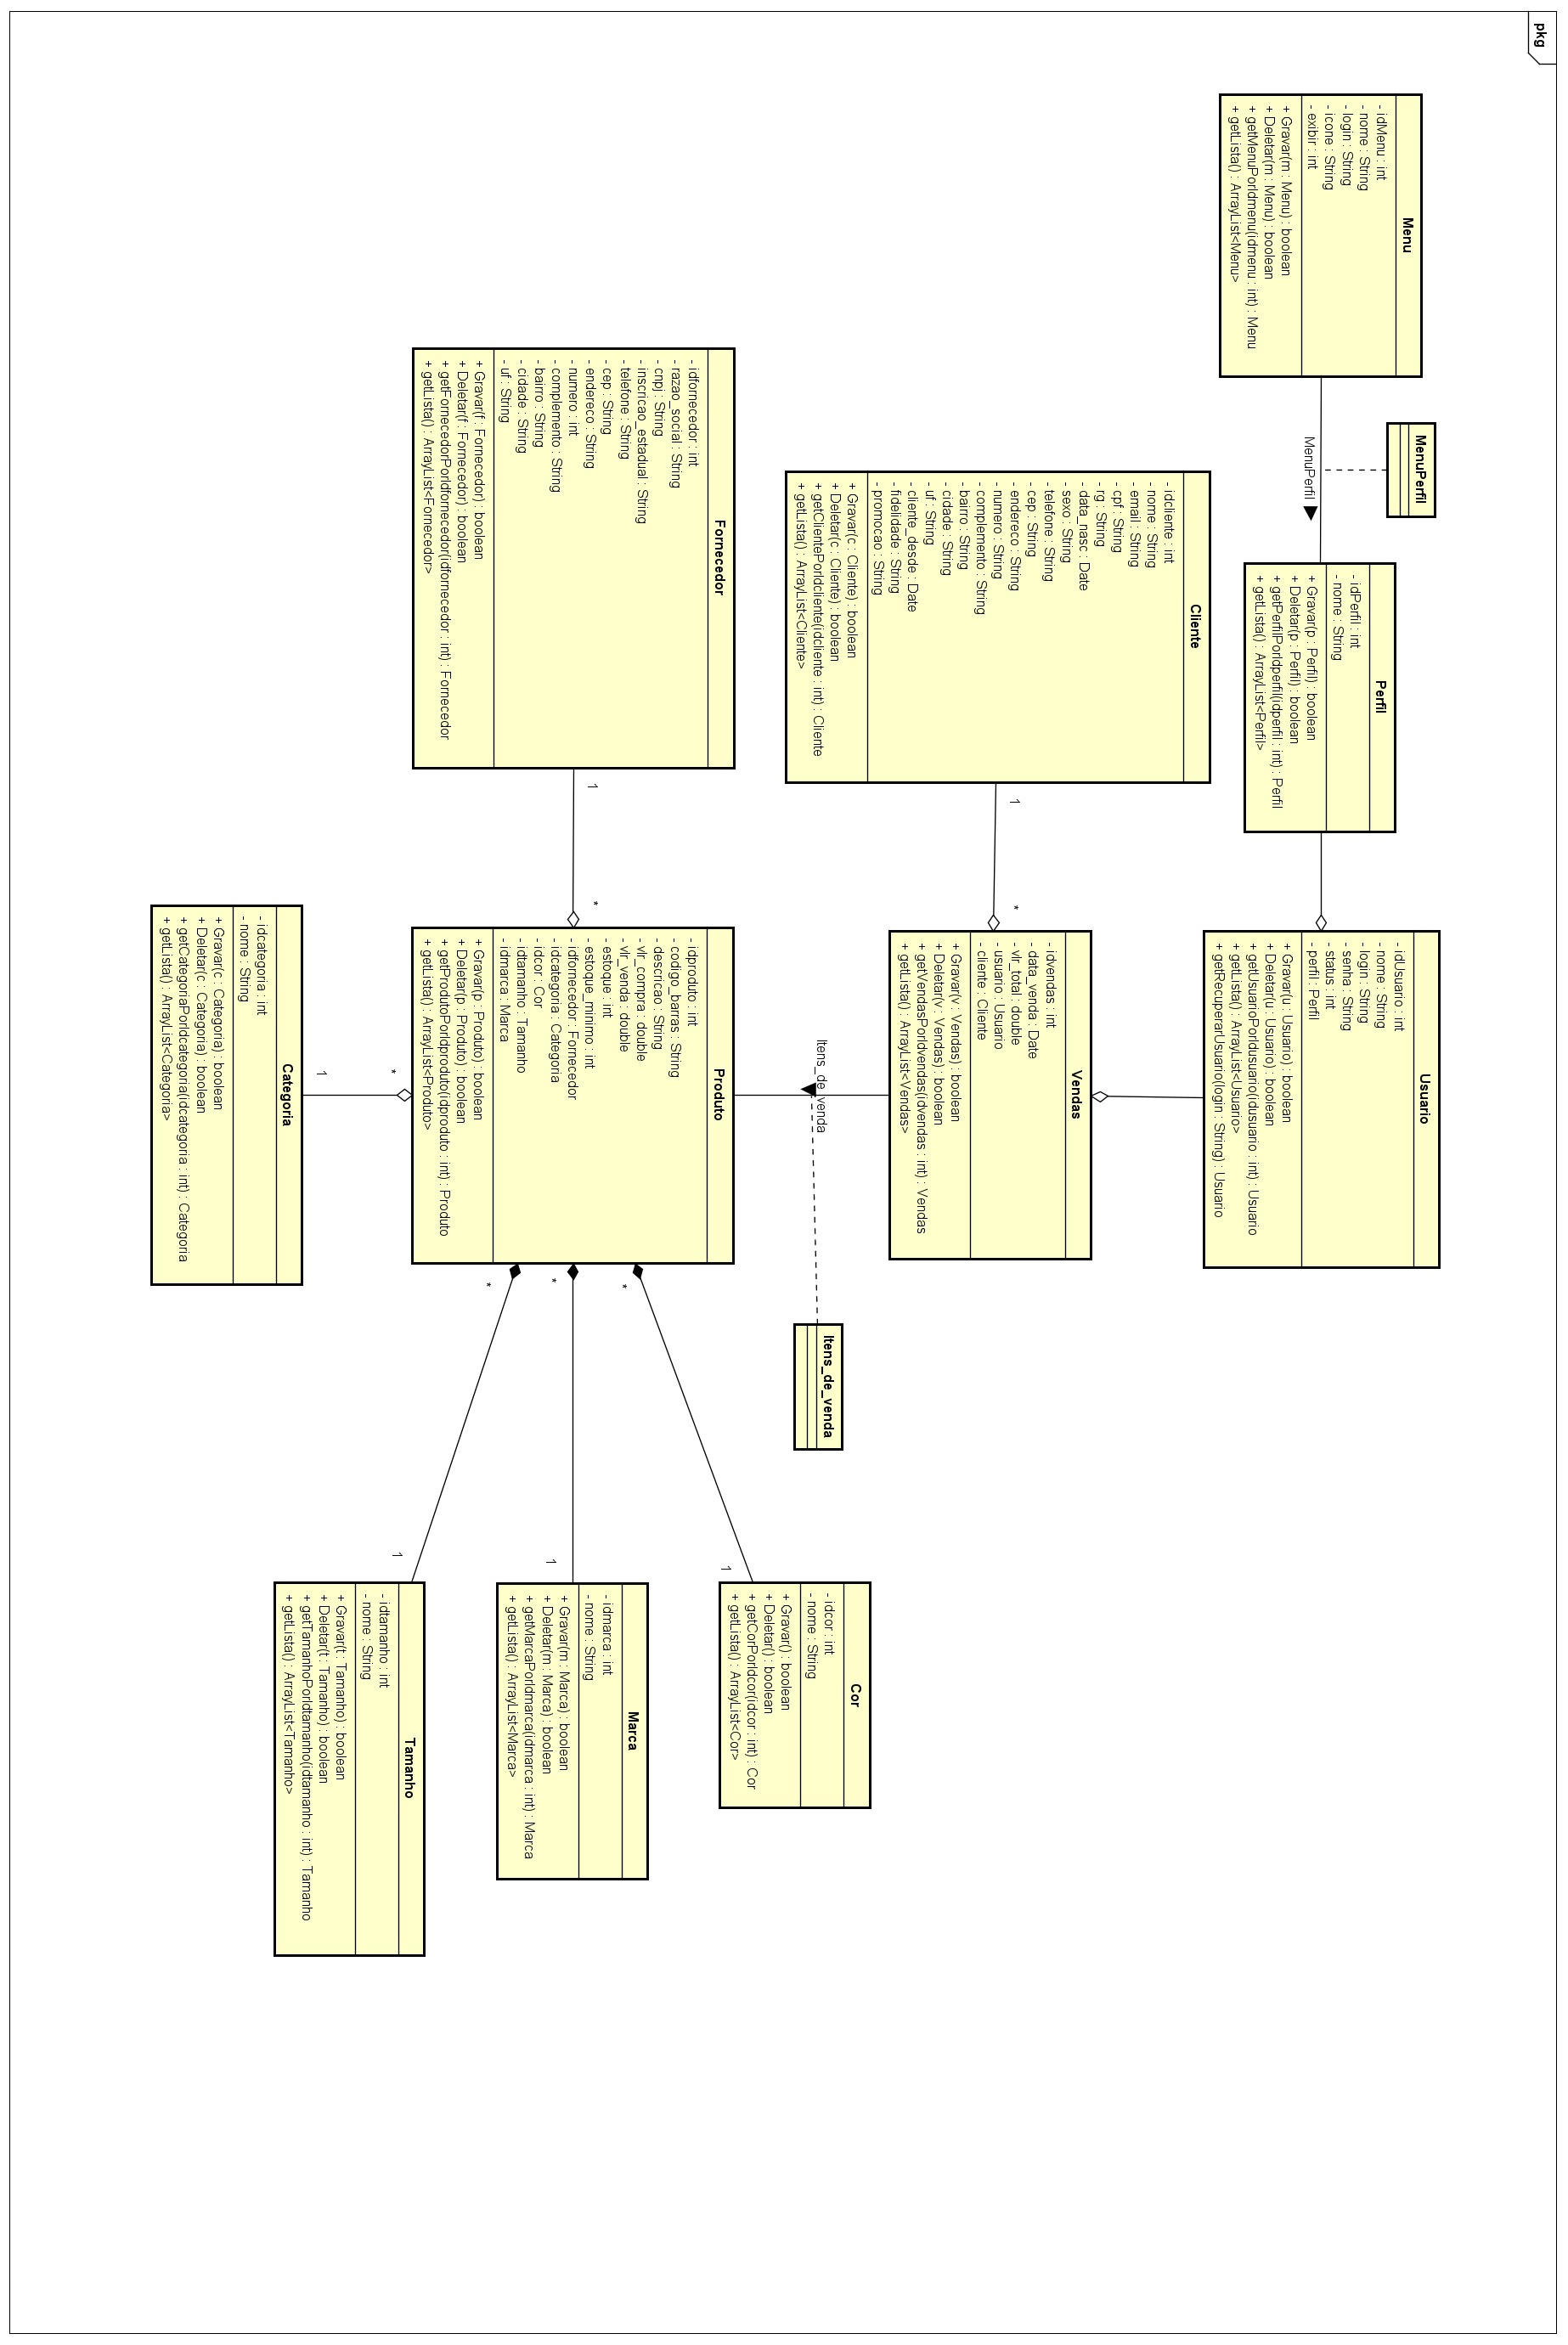 pkg
Menu
- idMenu : int
- nome : String
- login : String
- icone : String
- exibir : int
+ Gravar(m : Menu) : boolean
+ Deletar(m : Menu) : boolean
+ getMenuPorIdmenu(idmenu : int) : Menu
+ getLista() : ArrayList<Menu>
MenuPerfil
MenuPerfil
Perfil
- idPerfil : int
- nome : String
+ Gravar(p : Perfil) : boolean
+ Deletar(p : Perfil) : boolean
+ getPerfilPorIdperfil(idperfil : int) : Perfil
+ getLista() : ArrayList<Perfil>
Usuario
- idUsuario : int
- nome : String
- login : String
- senha : String
- status : int
- perfil : Perfil
+ Gravar(u : Usuario) : boolean
+ Deletar(u : Usuario) : boolean
+ getUsuarioPorIdusuario(idusuario : int) : Usuario
+ getLista() : ArrayList<Usuario>
+ getRecuperarUsuario(login : String) : Usuario
Cliente
- idcliente : int
- nome : String
- email : String
- cpf : String
- rg : String
- data_nasc : Date
- sexo : String
- telefone : String
- cep : String
- endereco : String
- numero : String
- complemento : String
- bairro : String
- cidade : String
- uf : String
- cliente_desde : Date
- fidelidade : String
- promocao : String
+ Gravar(c : Cliente) : boolean
+ Deletar(c : Cliente) : boolean
+ getClientePorIdcliente(idcliente : int) : Cliente
+ getLista() : ArrayList<Cliente>
1
*
Vendas
- idvendas : int
- data_venda : Date
- vlr_total : double
- usuario : Usuario
- cliente : Cliente
+ Gravar(v : Vendas) : boolean
+ Deletar(v : Vendas) : boolean
+ getVendasPorIdvendas(idvendas : int) : Vendas
+ getLista() : ArrayList<Vendas>
Itens_de_venda
Itens_de_venda
Fornecedor
- idfornecedor : int
- razao_social : String
- cnpj : String
- inscricao_estadual : String
- telefone : String
- cep : String
- endereco : String
- numero : int
- complemento : String
- bairro : String
- cidade : String
- uf : String
+ Gravar(f : Fornecedor) : boolean
+ Deletar(f : Fornecedor) : boolean
+ getFornecedorPorIdfornecedor(idfornecedor : int) : Fornecedor
+ getLista() : ArrayList<Fornecedor>
1
*
Produto
- idproduto : int
- codigo_barras : String
- descricao : String
- vlr_compra : double
- vlr_venda : double
- estoque : int
- estoque_minimo : int
- idfornecedor : Fornecedor
- idcategoria : Categoria
- idcor : Cor
- idtamanho : Tamanho
- idmarca : Marca
+ Gravar(p : Produto) : boolean
+ Deletar(p : Produto) : boolean
+ getProdutoPorIdproduto(idproduto : int) : Produto
+ getLista() : ArrayList<Produto>
*
1
*
1
*
1
Cor
- idcor : int
- nome : String
+ Gravar() : boolean
+ Deletar() : boolean
+ getCorPorIdcor(idcor : int) : Cor
+ getLista() : ArrayList<Cor>
Marca
- idmarca : int
- nome : String
+ Gravar(m : Marca) : boolean
+ Deletar(m : Marca) : boolean
+ getMarcaPorIdmarca(idmarca : int) : Marca
+ getLista() : ArrayList<Marca>
Tamanho
- idtamanho : int
- nome : String
+ Gravar(t : Tamanho) : boolean
+ Deletar(t : Tamanho) : boolean
+ getTamanhoPorIdtamanho(idtamanho : int) : Tamanho
+ getLista() : ArrayList<Tamanho>
*
1
Categoria
- idcategoria : int
- nome : String
+ Gravar(c : Categoria) : boolean
+ Deletar(c : Categoria) : boolean
+ getCategoriaPorIdcategoria(idcategoria : int) : Categoria
+ getLista() : ArrayList<Categoria>